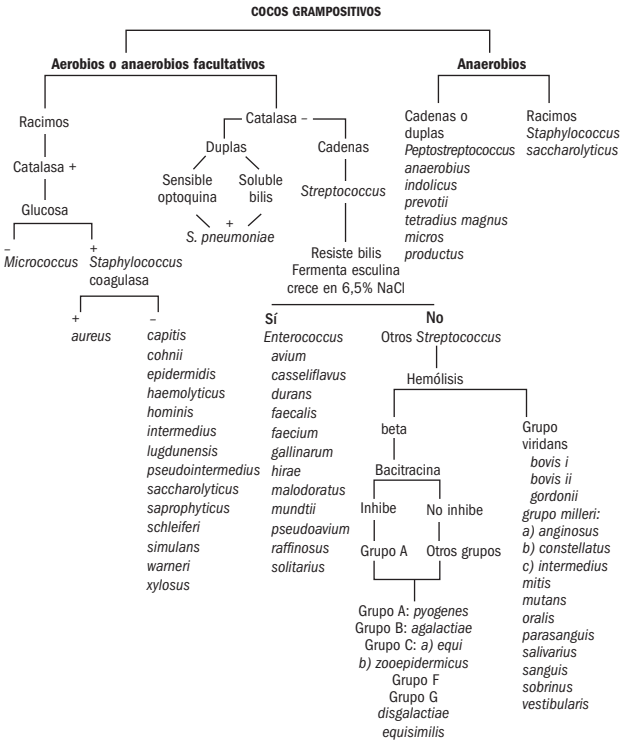 COCOS GRAMPOSITIVOS
Aerobios o anaerobios facultativos
Anaerobios
Racimos
Catalasa +
Glucosa
–
Micrococcus
+
Staphylococcus
coagulasa
+
aureus
–
capitis
cohnii
epidermidis
haemolyticus
hominis
intermedius
lugdunensis
pseudointermedius
saccharolyticus
saprophyticus
schleiferi
simulans
warneri
xylosus
Catalasa –
Duplas
Sensible
optoquina
Soluble
bilis
+
S. pneumoniae
Cadenas
Streptococcus
Resiste bilis
Fermenta esculina
crece en 6,5% NaCl
Sí
Enterococcus
avium
casseliflavus
durans
faecalis
faecium
gallinarum
hirae
malodoratus
mundtii
pseudoavium
raffinosus
solitarius
No
Otros Streptococcus
Hemólisis
beta
Bacitracina
Inhibe
No inhibe
Grupo A
Otros grupos
Grupo A: pyogenes
Grupo B: agalactiae
Grupo C: a) equi
b) zooepidermicus
Grupo F
Grupo G
disgalactiae
equisimilis
Grupo
viridans
bovis i
bovis ii
gordonii
grupo milleri:
a) anginosus
b) constellatus
c) intermedius
mitis
mutans
oralis
parasanguis
salivarius
sanguis
sobrinus
vestibularis
Cadenas o
duplas
Peptostreptococcus
anaerobius
indolicus
prevotii
tetradius magnus
micros
productus
Racimos
Staphylococcus
saccharolyticus